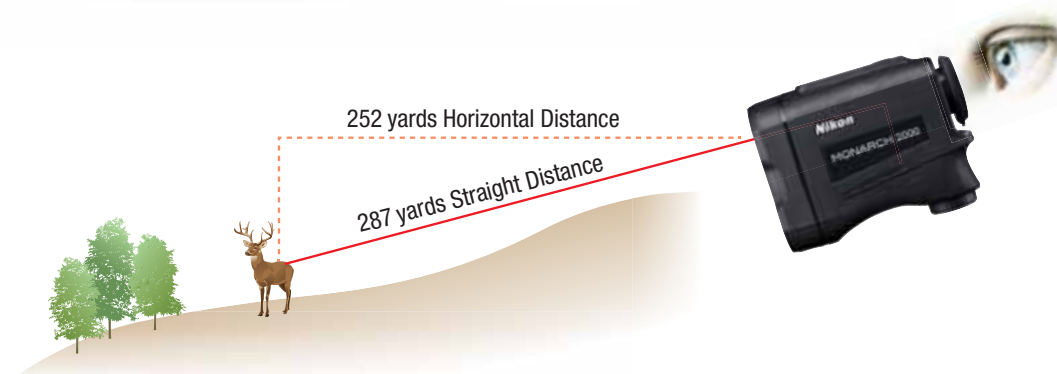 252 yards Horizontal Distance
287 yards Straight Distance
Nikon
MONARCH 2000